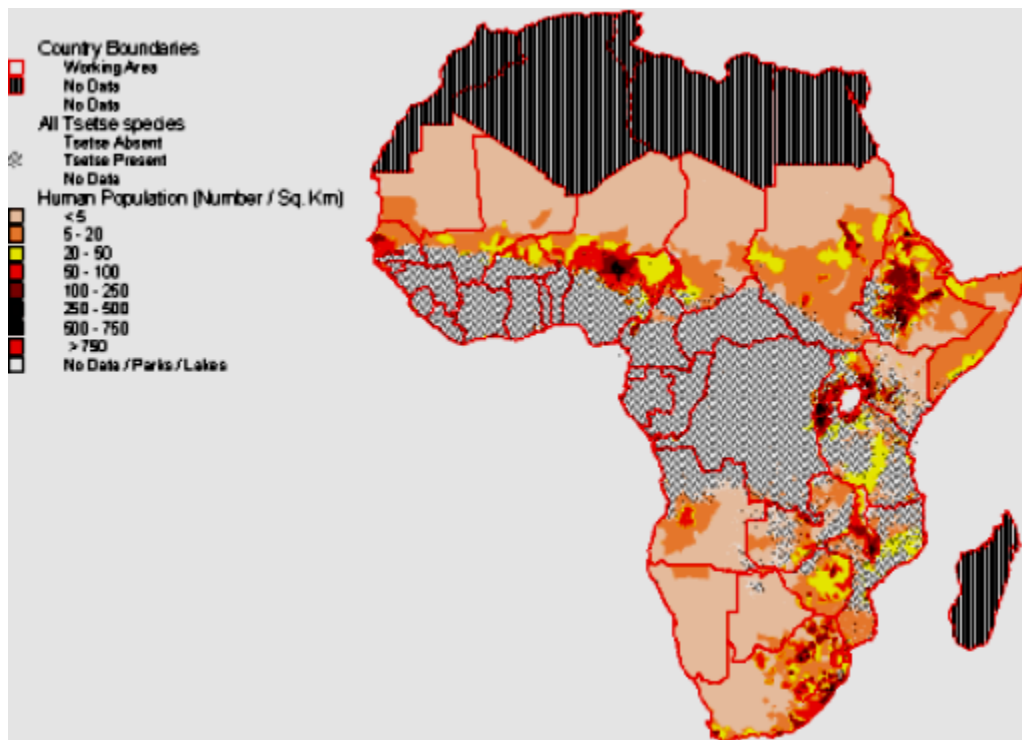 Country Boundaries
Working Area
No Data
No Data
All Tsetse species
Tsetse Absent
Tsetse Present
No Data
Human Population (Number / Sq. Km)
< 5
5 - 20
20 - 50
50 - 100
100 - 250
250 - 500
500 - 750
> 750
No Data / Parks / Lakes